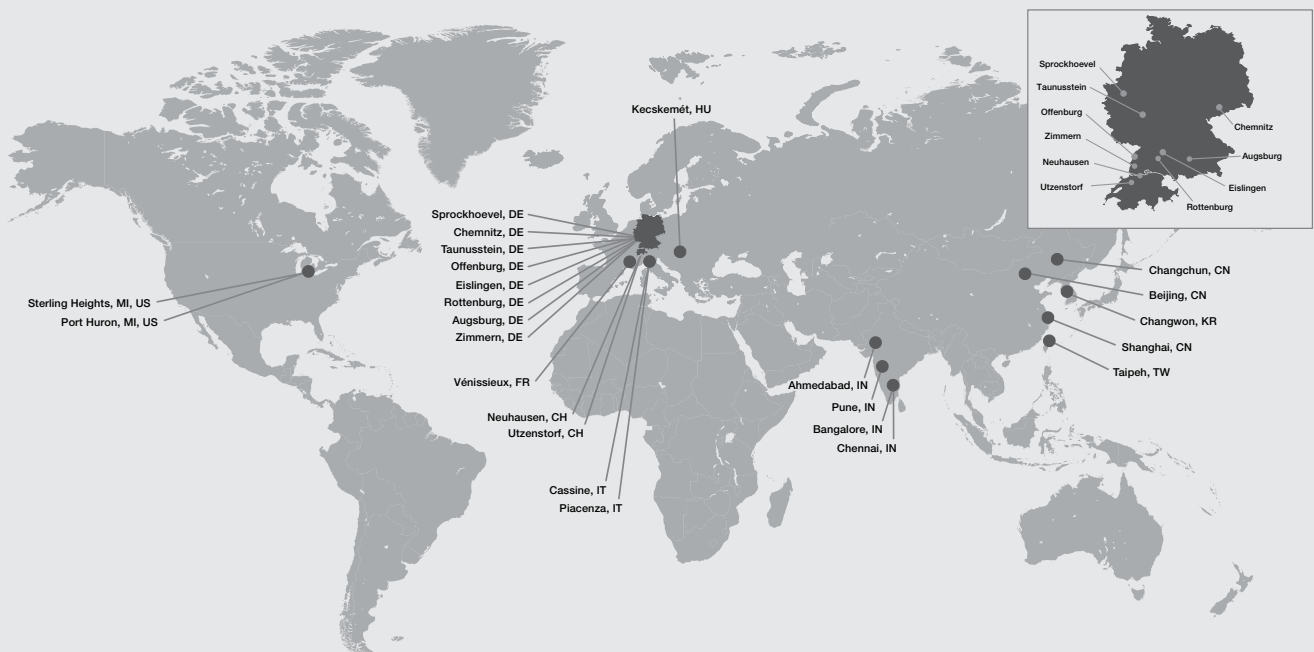 Kecskemét, HU
Sprockhoevel, DE
Chemnitz, DE
Taunusstein, DE
Offenburg, DE
Eislingen, DE
Rottenburg, DE
Augsburg, DE
Zimmern, DE
Sterling Heights, MI, US
Port Huron, MI, US
Vénissieux, FR
Neuhausen, CH
Utzenstorf, CH
Cassine, IT
Piacenza, IT
Ahmedabad, IN
Pune, IN
Bangalore, IN
Chennai, IN
Changchun, CN
Beijing, CN
Changwon, KR
Shanghai, CN
Taipeh, TW
Sprockhoevel
Taunusstein
Offenburg
Zimmern
Neuhausen
Utzenstorf
Chemnitz
Augsburg
Eislingen
Rottenburg